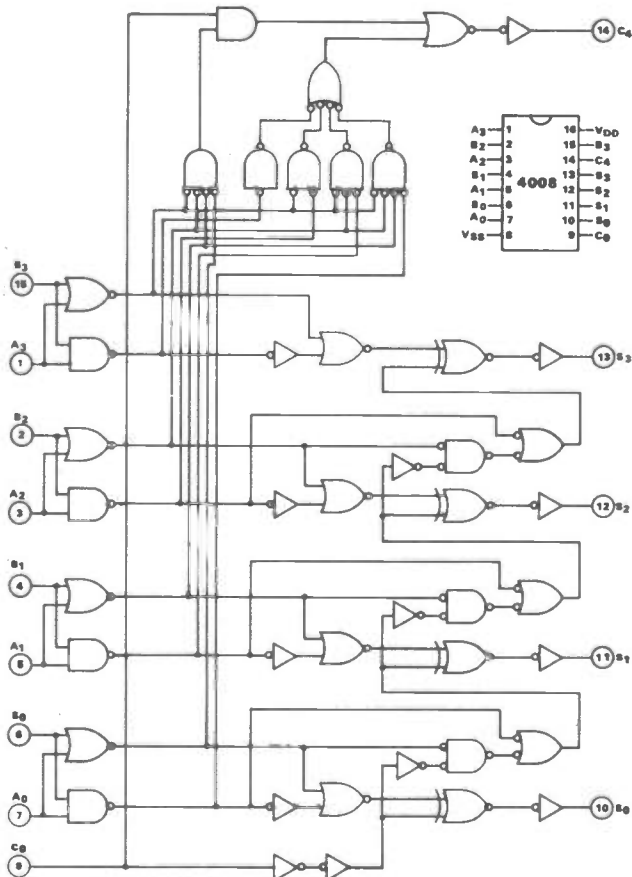 14 C4
A3 1 16 VDD
B2 2 15 B3
A2 3 14 C4
B1 4 13 S3
A1 5 4008 12 S2
B0 6 11 S1
A0 7 10 S0
VSS 8 9 C0
B3
15
A3
1
13 S3
B2
2
A2
3
12 S2
B1
4
A1
5
11 S1
B0
6
A0
7
10 S0
C0
9